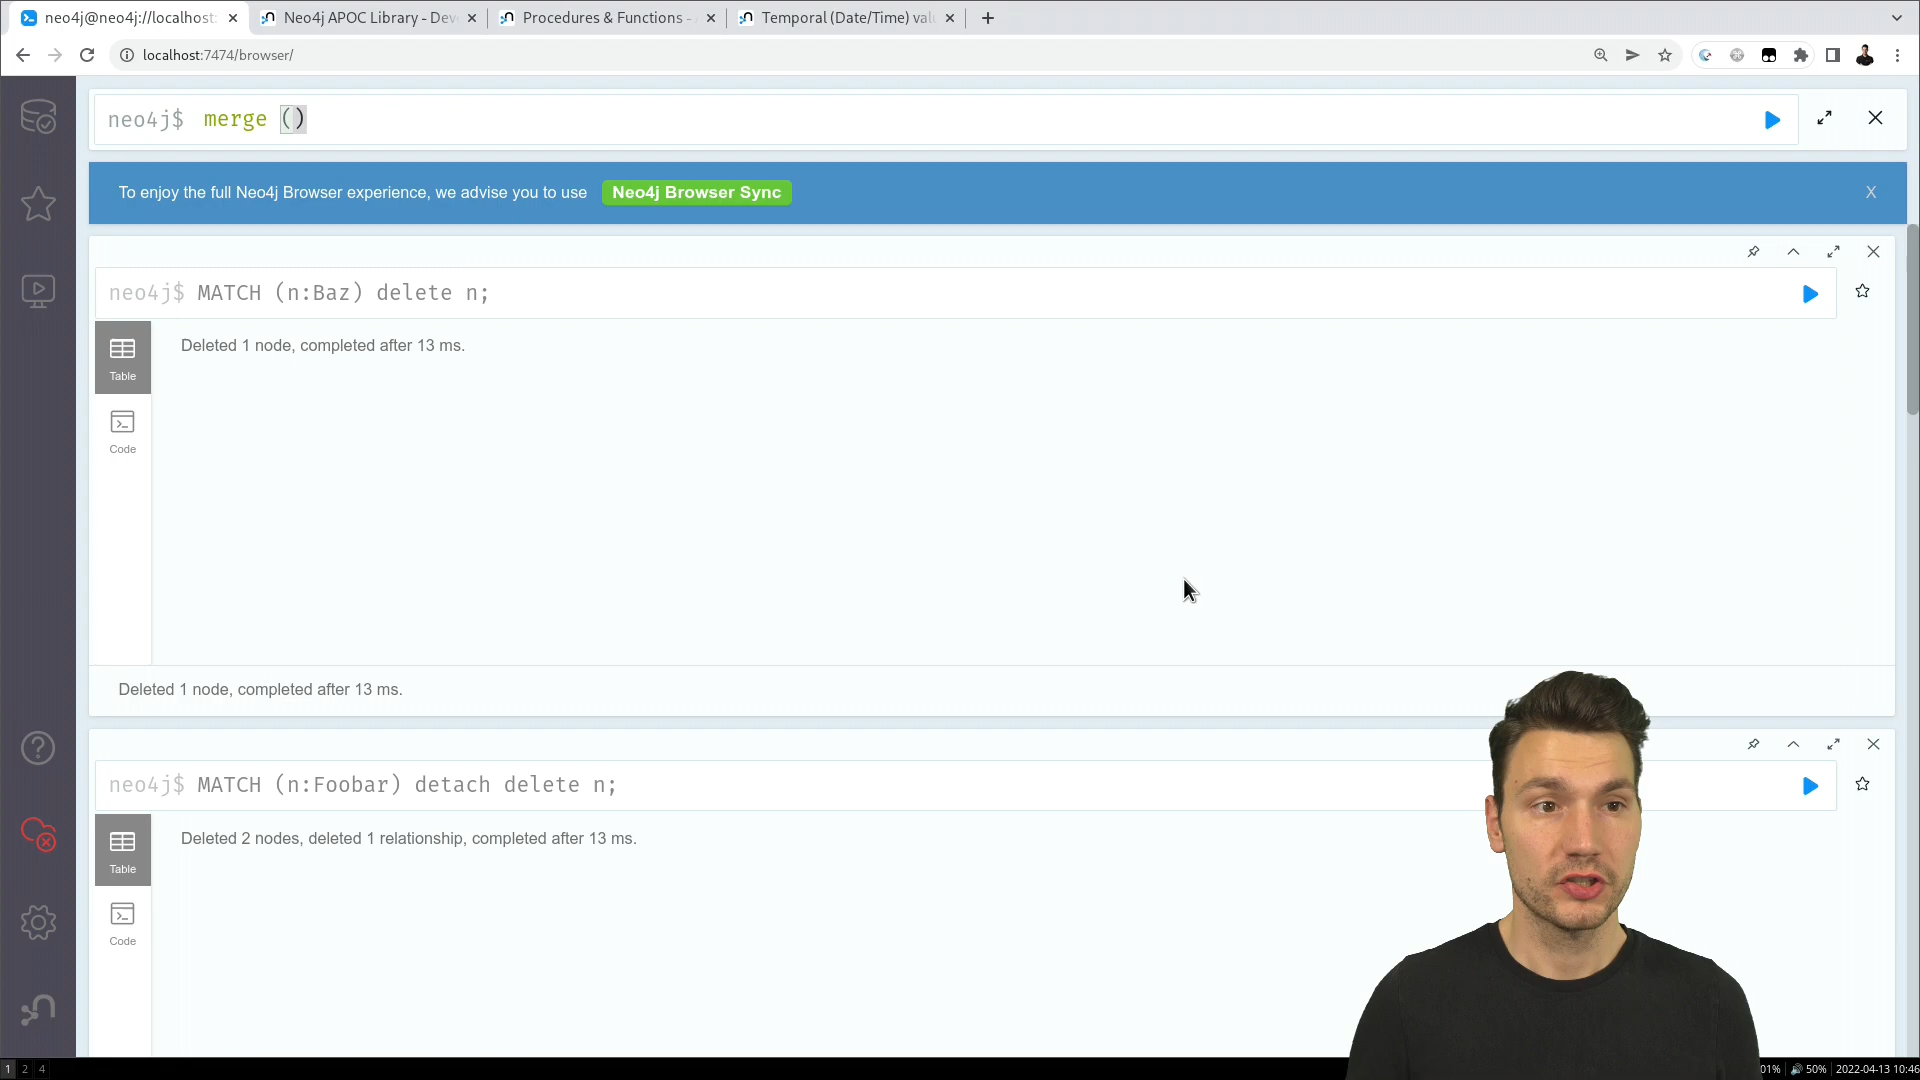 neo4j@neo4j://localhost:
Neo4j APOC Library - Dev
Procedures & Functions -
Temporal (Date/Time) val
localhost:7474/browser/
neo4j$ merge ()
To enjoy the full Neo4j Browser experience, we advise you to use Neo4j Browser Sync X
neo4j$ MATCH (n:Baz) delete n;
Deleted 1 node, completed after 13 ms.
Table
Code
Deleted 1 node, completed after 13 ms.
neo4j$ MATCH (n:Foobar) detach delete n;
Deleted 2 nodes, deleted 1 relationship, completed after 13 ms.
Table
Code
1 2 4
01% 50% 2022-04-13 10:46